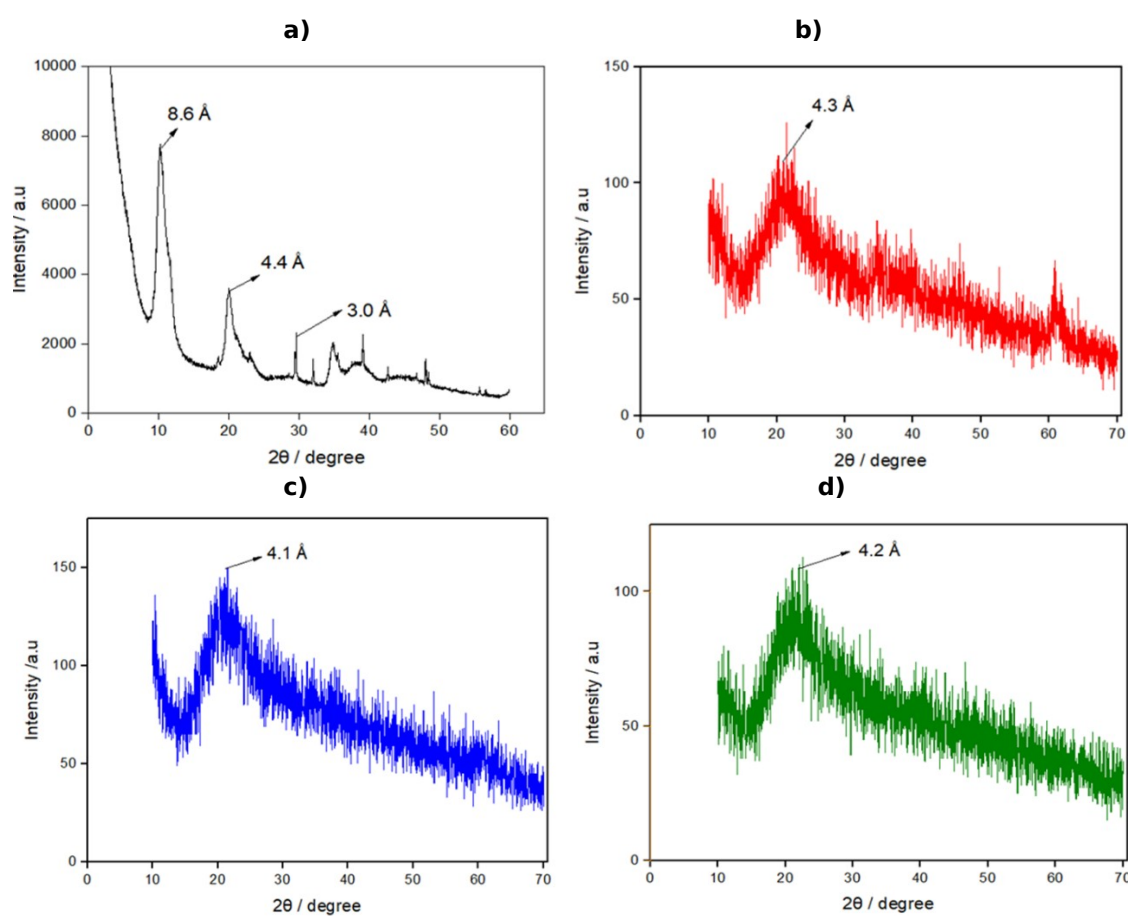 a)
10000
8000
6000
4000
2000
0
Intensity / a.u
8.6 Å
4.4 Å
3.0 Å
0 10 20 30 40 50 60
2θ / degree
b)
150
100
50
0
Intensity / a.u
4.3 Å
0 10 20 30 40 50 60 70
2θ / degree
c)
150
100
50
0
Intensity /a.u
4.1 Å
0 10 20 30 40 50 60 70
2θ / degree
d)
100
50
0
Intensity / a.u
4.2 Å
0 10 20 30 40 50 60 70
2θ / degree